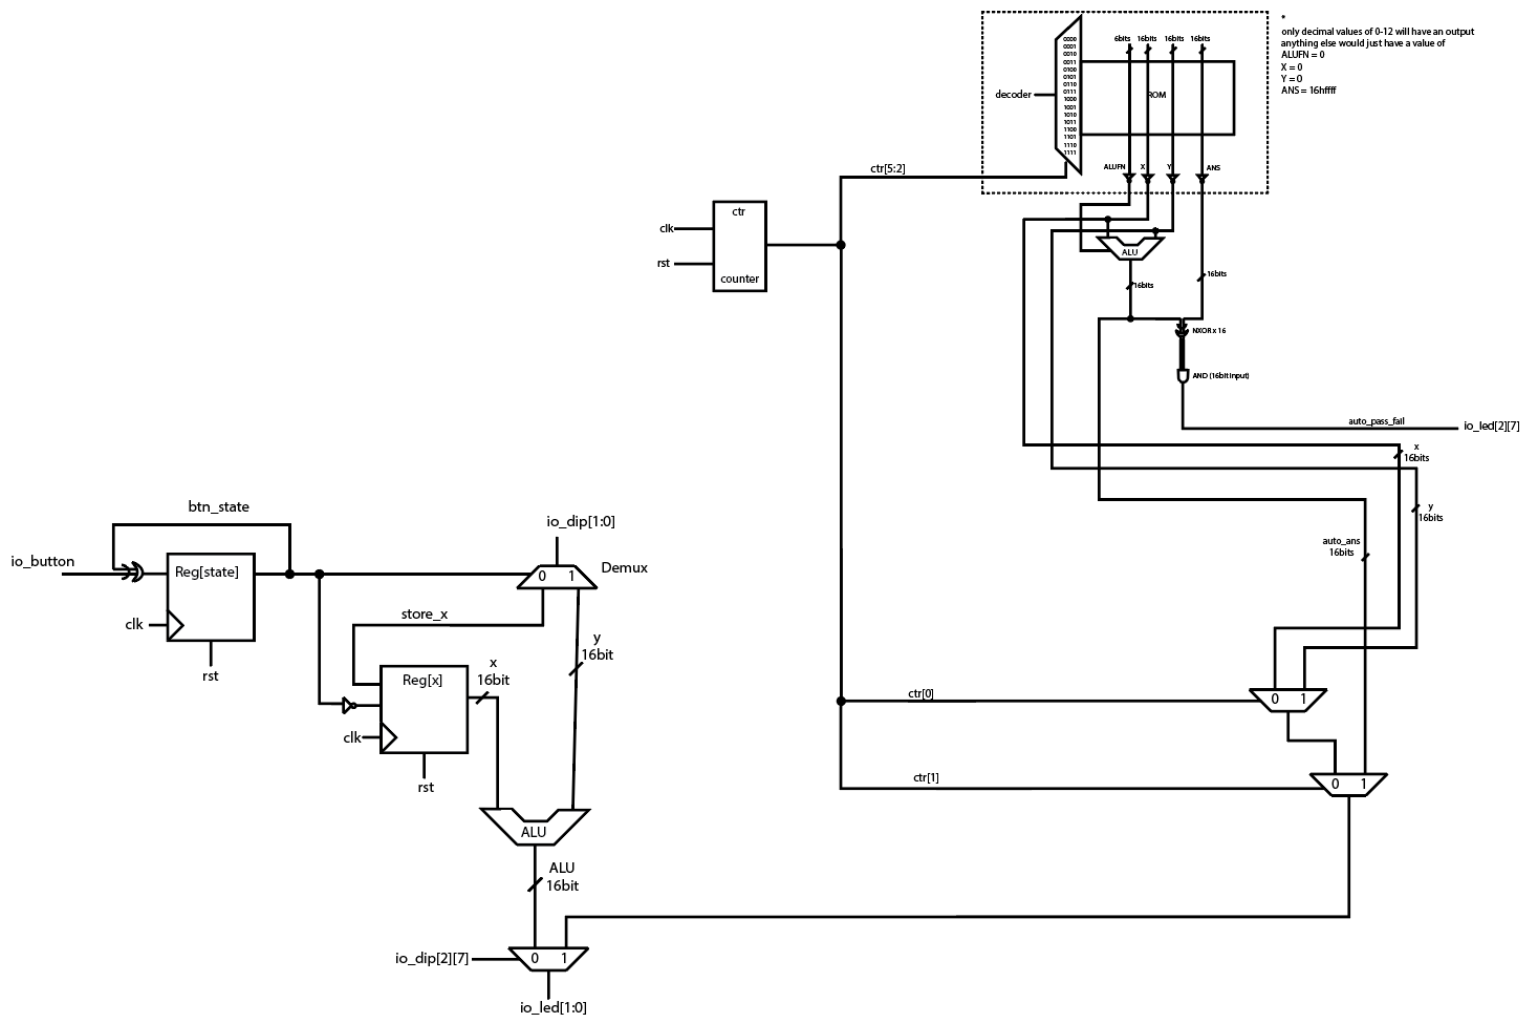 *
only decimal values of 0-12 will have an output
anything else would just have a value of
ALUFN = 0
X = 0
Y = 0
ANS = 16hffff
6bits 16bits 16bits 16bits
0000
0001
0010
0011
0100
0101
0110
0111
1000
1001
1010
1011
1100
1101
1110
1111
decoder
ROM
ALUFN X Y ANS
ctr[5:2]
ctr
clk
rst
counter
ALU
16bits
16bits
NXOR x 16
AND (16bit input)
auto_pass_fail
io_led[2][7]
x
16bits
y
16bits
auto_ans
16bits
btn_state
io_dip[1:0]
io_button
Reg[state]
0 1
Demux
clk
rst
store_x
y
16bit
x
16bit
Reg[x]
clk
rst
ctr[0]
0 1
ctr[1]
0 1
ALU
ALU
16bit
io_dip[2][7]
0 1
io_led[1:0]